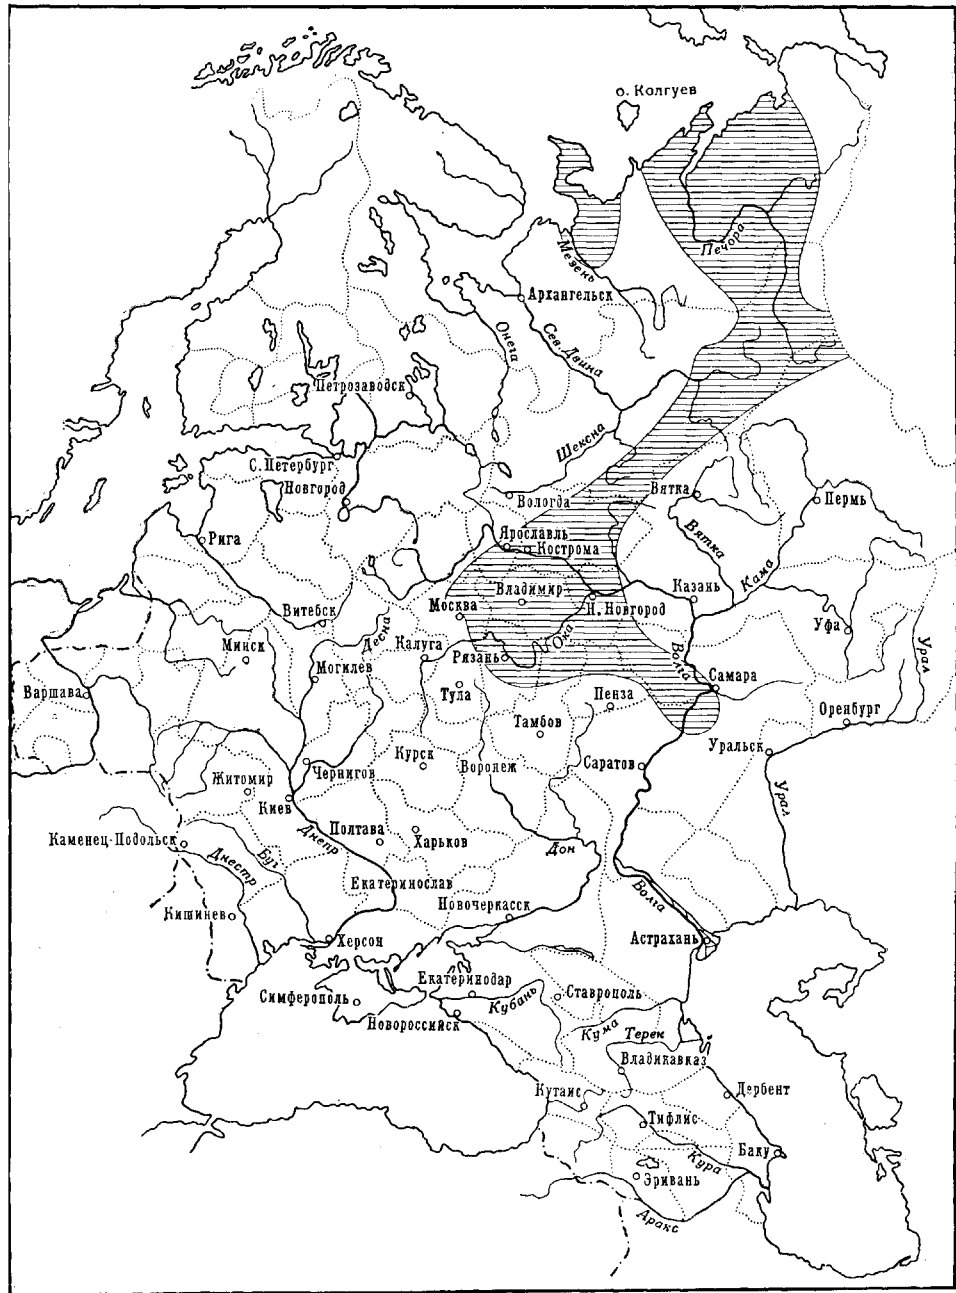 о. Колгуев
Печора
Мезень
Архангельск
Сев. Двина
Онега
Петрозаводск
Шексна
С. Петербург
Новгород
Вологда
Вятка
Пермь
Рига
Ярославль
Кострома
Вятка
Кама
Казань
Владимир
Москва
Н. Новгород
Витебск
Уфа
Десна
Калуга
Ока
Минск
Рязань
Волга
Урал
Могилев
Самара
Варшава
Тула
Пенза
Оренбург
Тамбов
Уральск
Курск
Воронеж
Саратов
Чернигов
Житомир
Киев
Урал
Днепр
Полтава
Харьков
Каменец-Подольск
Дон
Буг
Днестр
Екатеринослав
Волга
Новочеркасск
Кишинев
Херсон
Астрахань
Екатеринодар
Симферополь
Кубань
Ставрополь
Новороссийск
Кума
Терек
Владикавказ
Дербент
Кутаис
Тифлис
Баку
Кура
Эривань
Аракс